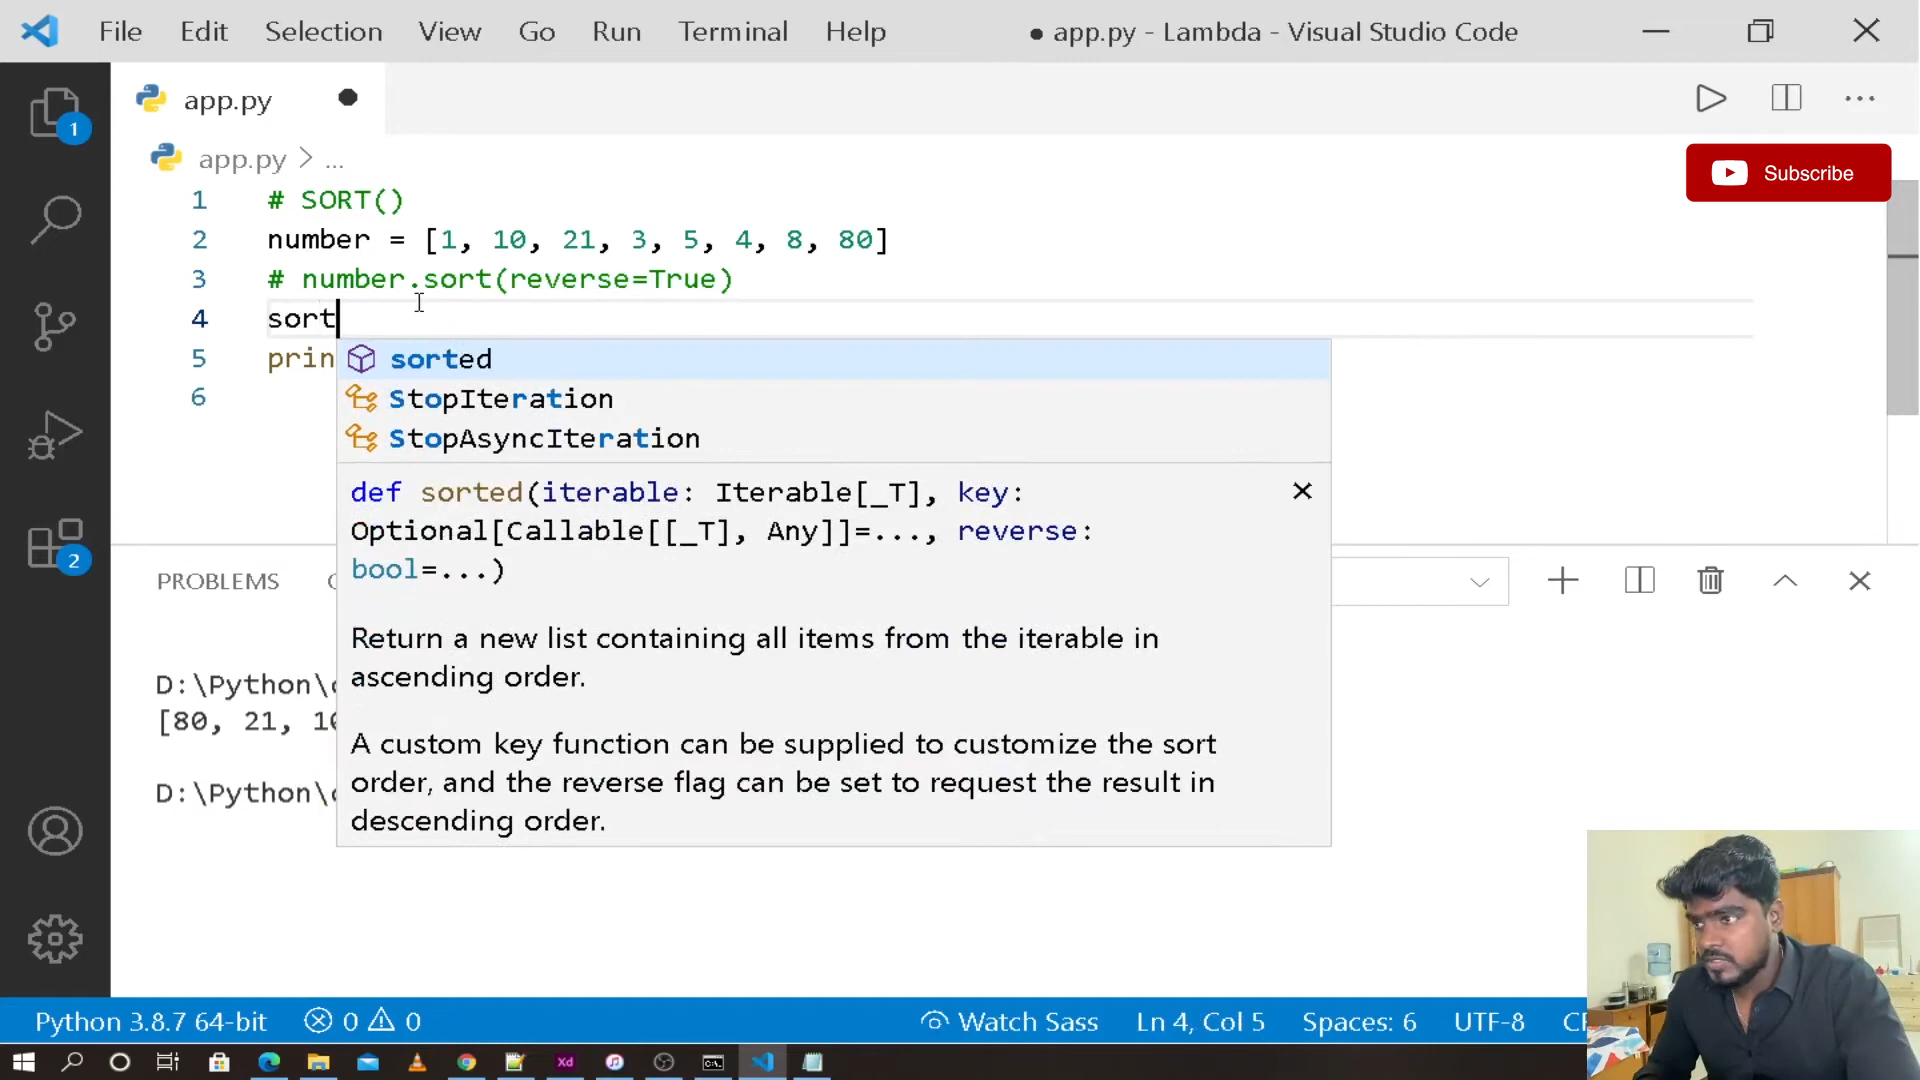 File Edit Selection View Go Run Terminal Help ● app.py - Lambda - Visual Studio Code
app.py
1
app.py > ...
Subscribe
1 # SORT()
2 number = [1, 10, 21, 3, 5, 4, 8, 80]
3 # number.sort(reverse=True)
4 sort
5 prin
6
sorted
StopIteration
StopAsyncIteration
def sorted(iterable: Iterable[_T], key:
Optional[Callable[[_T], Any]]=..., reverse:
bool=...)
Return a new list containing all items from the iterable in
ascending order.
A custom key function can be supplied to customize the sort
order, and the reverse flag can be set to request the result in
descending order.
2
PROBLEMS
D:\Python\
[80, 21, 10
D:\Python\
Python 3.8.7 64-bit 0 0 Watch Sass Ln 4, Col 5 Spaces: 6 UTF-8
Xd